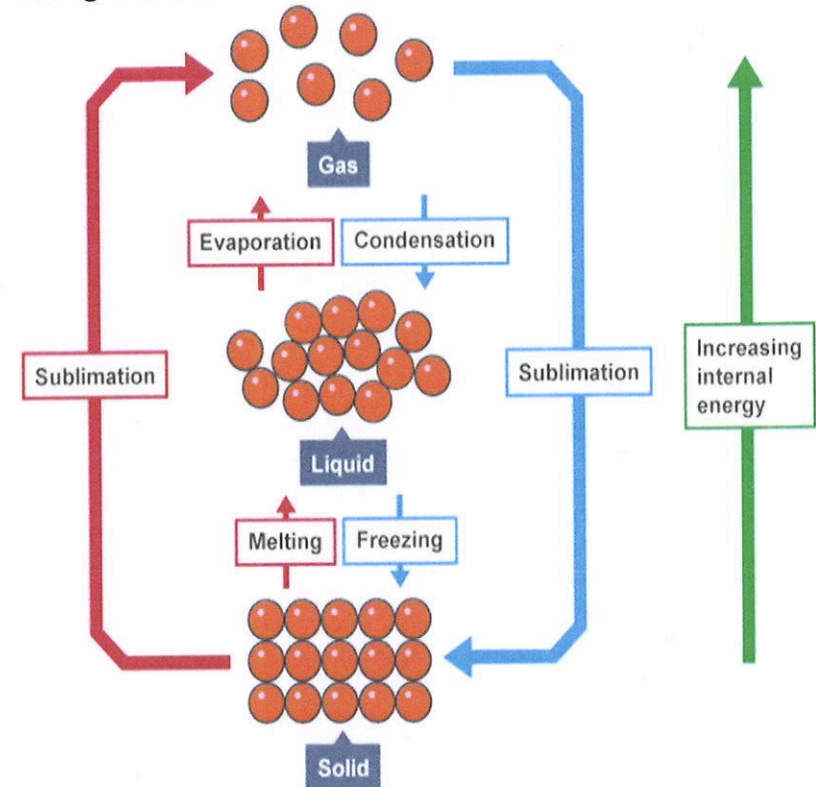 Gas
Evaporation
Condensation
Sublimation
Sublimation
Increasing
internal
energy
Liquid
Melting
Freezing
Solid